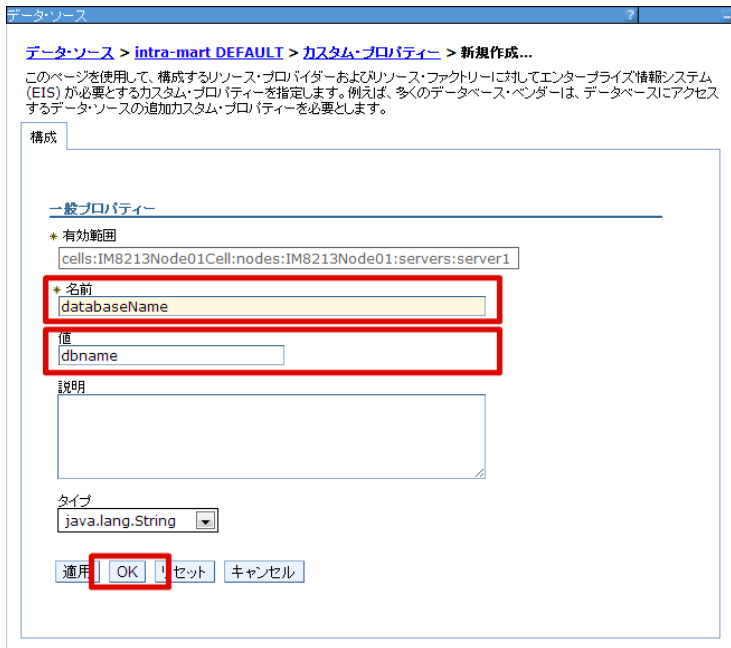 データ・ソース ? －
データ・ソース > intra-mart DEFAULT > カスタム・プロパティー > 新規作成...
このページを使用して、構成するリソース・プロバイダーおよびリソース・ファクトリーに対してエンタープライズ情報システム
(EIS) が必要とするカスタム・プロパティーを指定します。例えば、多くのデータベース・ベンダーは、データベースにアクセス
するデータ・ソースの追加カスタム・プロパティーを必要とします。
構成
一般プロパティー
* 有効範囲
cells:IM8213Node01Cell:nodes:IM8213Node01:servers:server1
* 名前
databaseName
値
dbname
説明
タイプ
java.lang.String
適用 OK リセット キャンセル